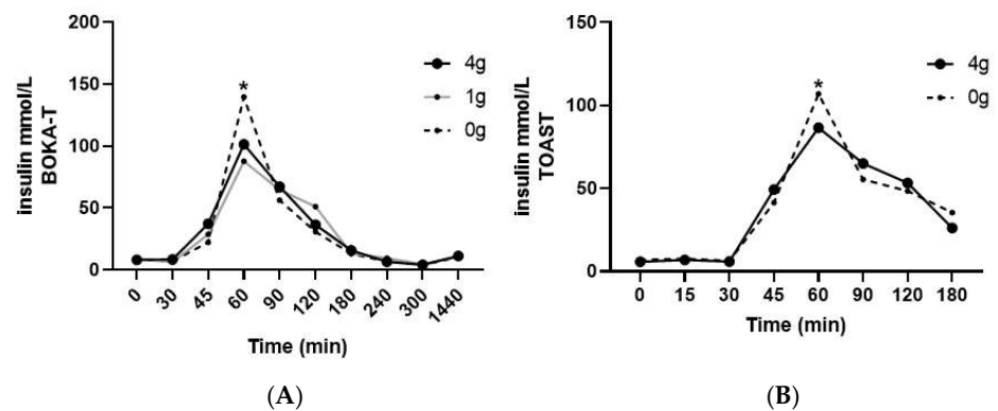 200
150
100
50
0
insulin mmol/L
BOKA-T
*
4g
1g
0g
0 30 45 60 90 120 180 240 300 1440
Time (min)
(A)
150
100
50
0
insulin mmol/L
TOAST
*
4g
0g
0 15 30 45 60 90 120 180
Time (min)
(B)